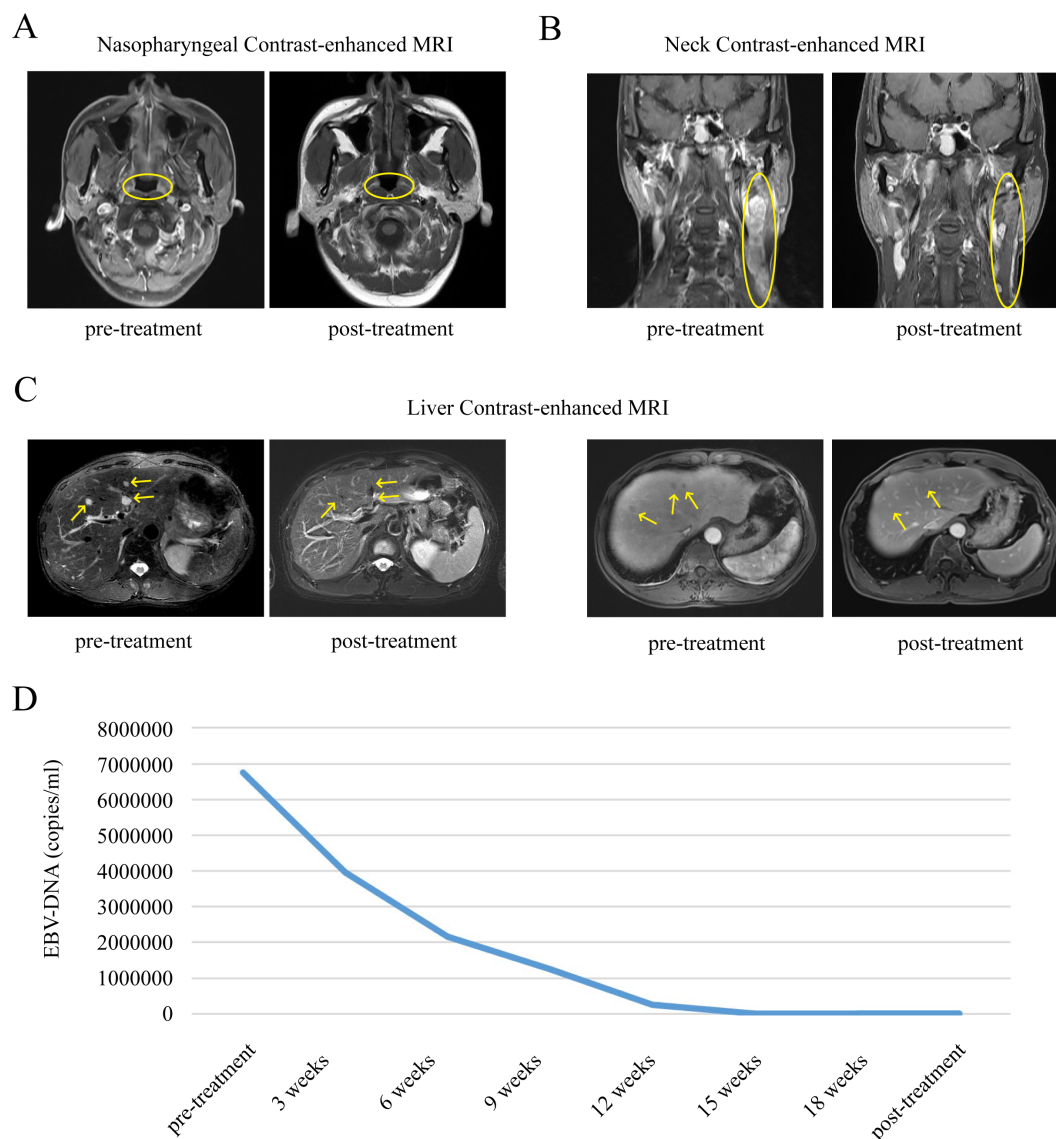 A
Nasopharyngeal Contrast-enhanced MRI
pre-treatment
post-treatment
B
Neck Contrast-enhanced MRI
pre-treatment
post-treatment
C
Liver Contrast-enhanced MRI
pre-treatment
post-treatment
pre-treatment
post-treatment
D
EBV-DNA (copies/ml)
8000000
7000000
6000000
5000000
4000000
3000000
2000000
1000000
0
pre-treatment
3 weeks
6 weeks
9 weeks
12 weeks
15 weeks
18 weeks
post-treatment